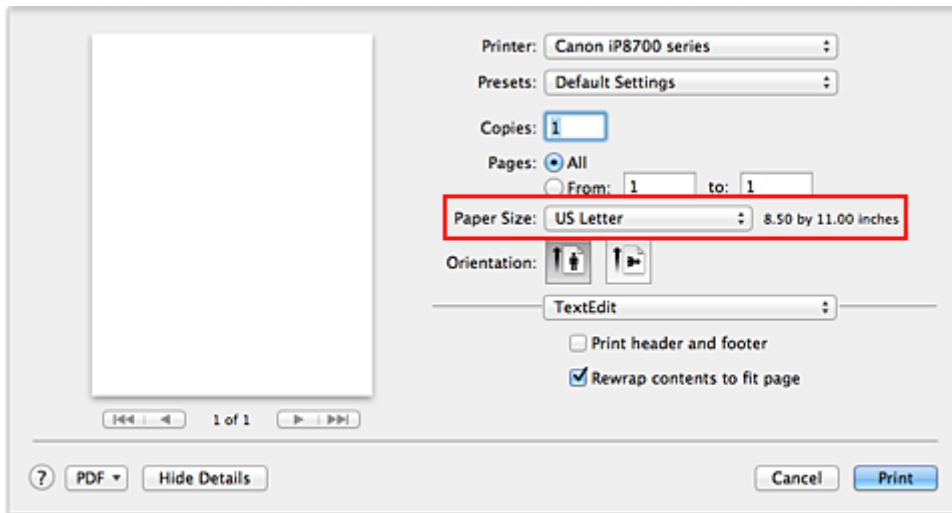 Printer: Canon iP8700 series
Presets: Default Settings
Copies: 1
Pages: All
From: 1 to: 1
Paper Size: US Letter 8.50 by 11.00 inches
Orientation:
TextEdit
Print header and footer
Rewrap contents to fit page
1 of 1
? PDF Hide Details Cancel Print